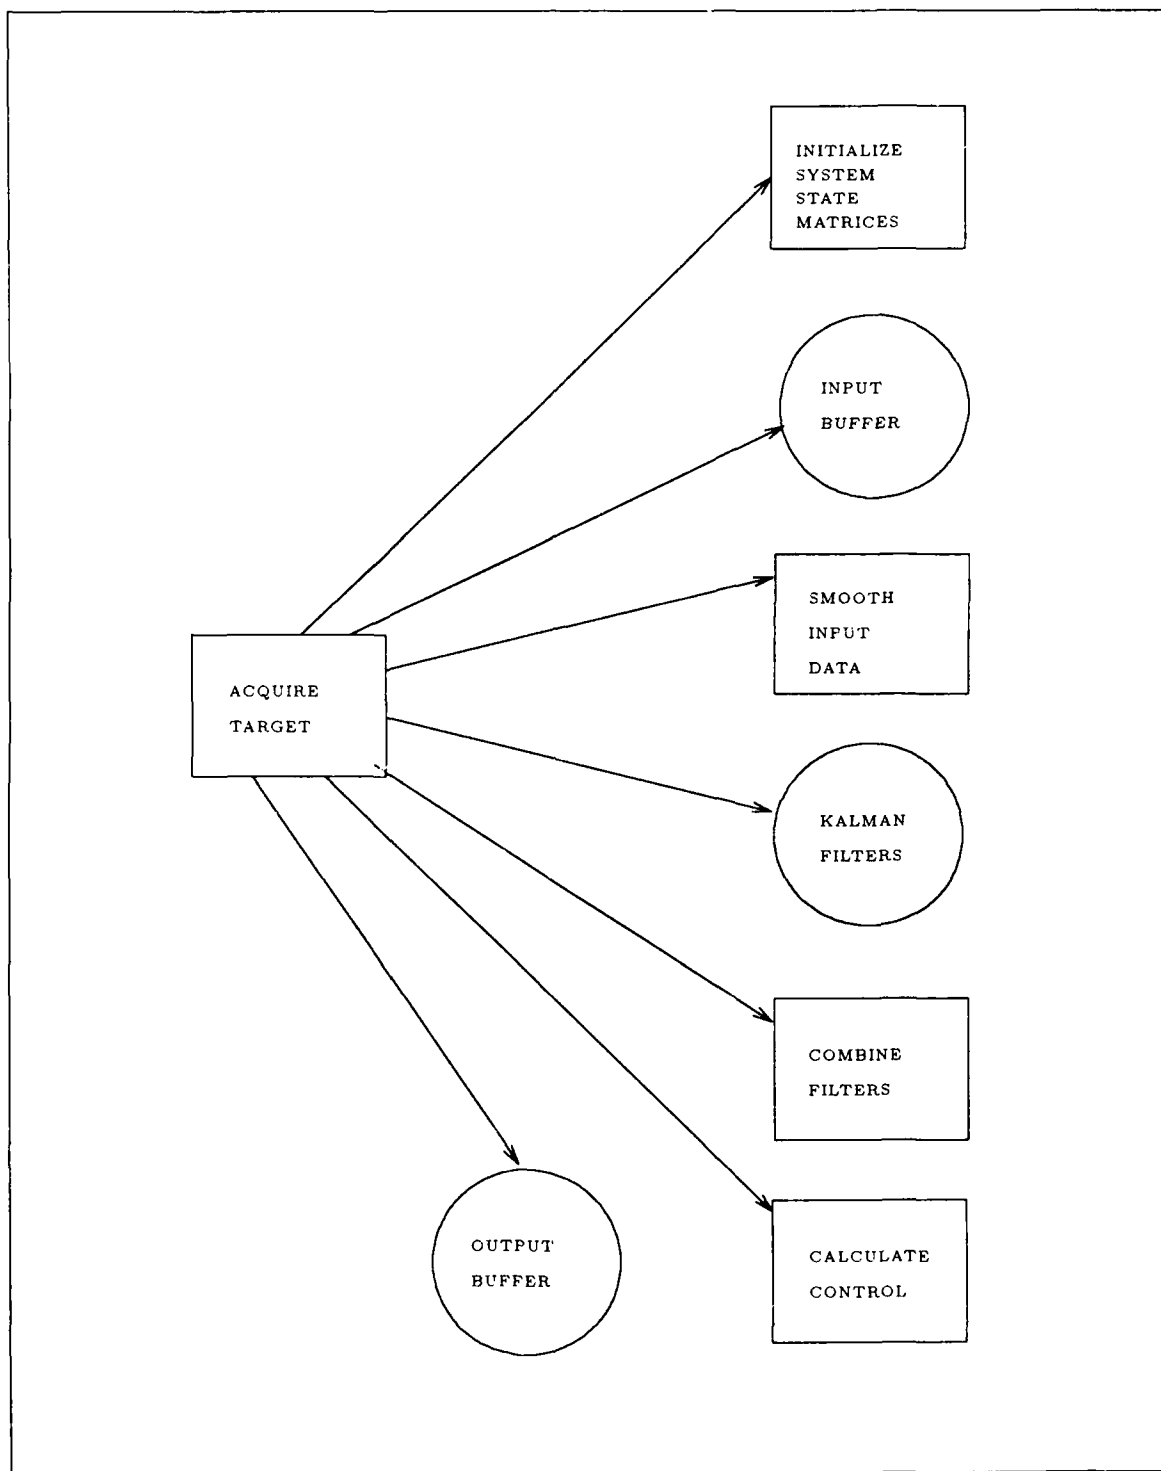 INITIALIZE
SYSTEM
STATE
MATRICES
INPUT
BUFFER
SMOOTH
INPUT
DATA
ACQUIRE
TARGET
KALMAN
FILTERS
COMBINE
FILTERS
OUTPUT
BUFFER
CALCULATE
CONTROL